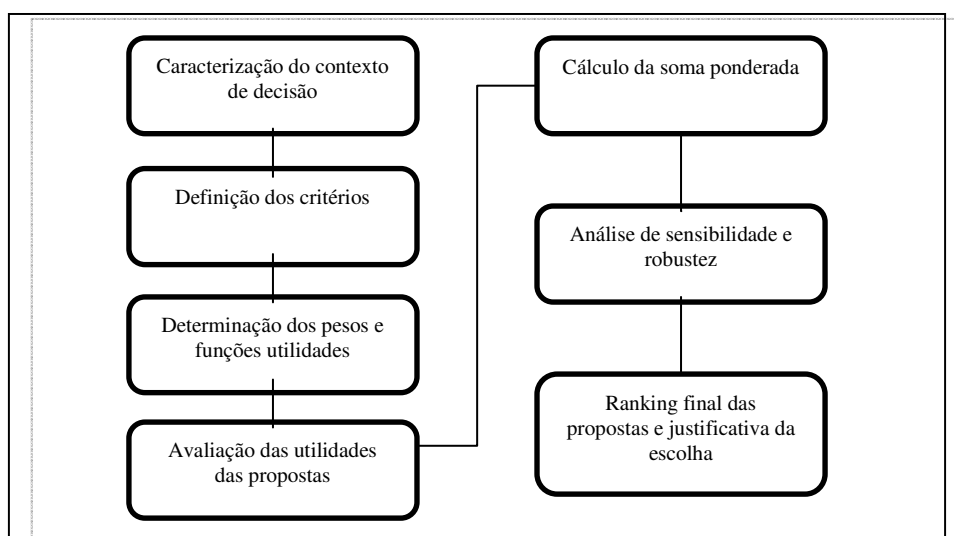 Caracterização do contexto
de decisão
Definição dos critérios
Determinação dos pesos e
funções utilidades
Avaliação das utilidades
das propostas
Cálculo da soma ponderada
Análise de sensibilidade e
robustez
Ranking final das
propostas e justificativa da
escolha